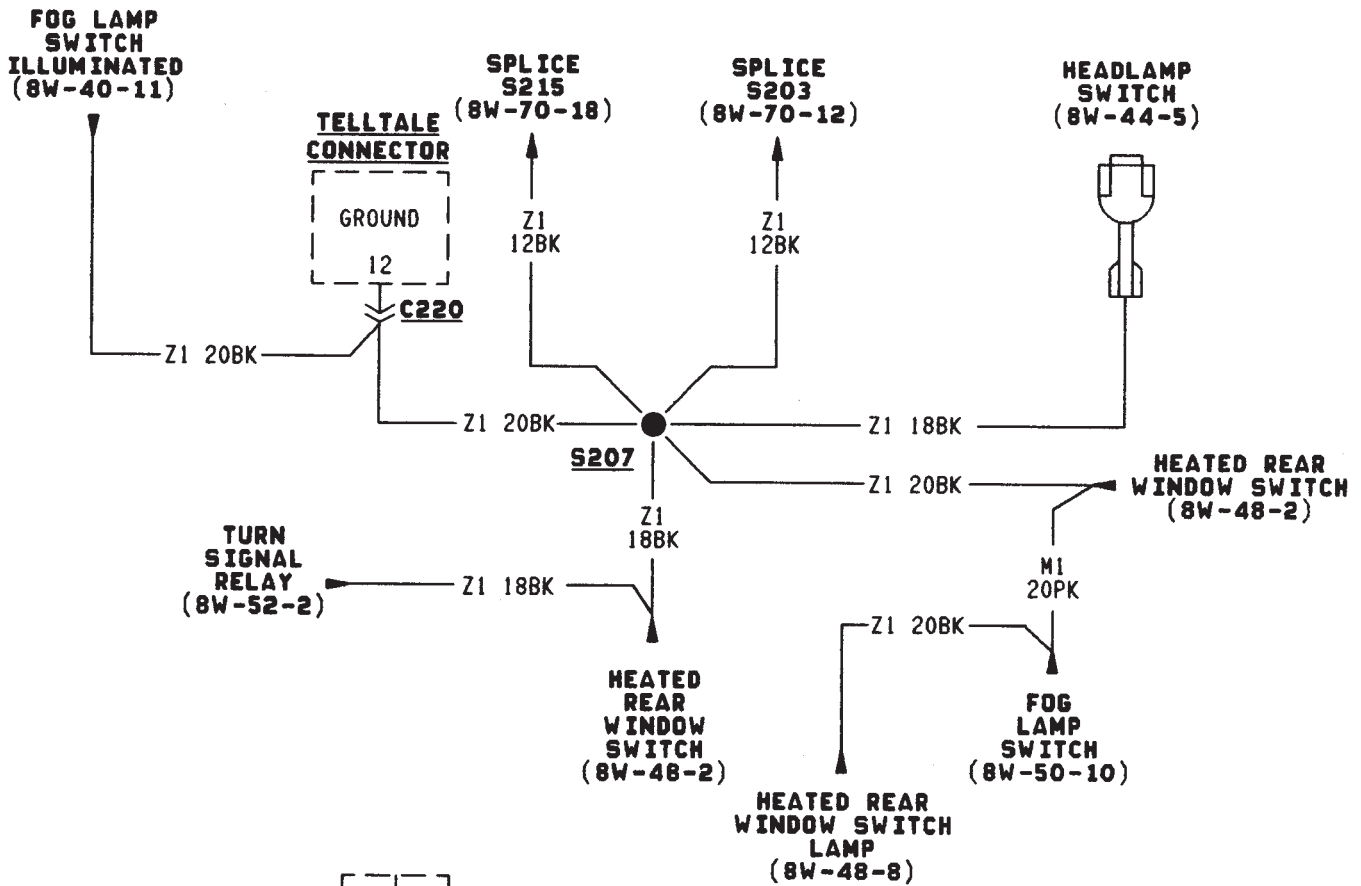 FOG LAMP
SWITCH
ILLUMINATED
(8W-40-11)
TELLTALE
CONNECTOR
GROUND
12
C220
SPLICE
S215
(8W-70-18)
SPLICE
S203
(8W-70-12)
HEADLAMP
SWITCH
(8W-44-5)
Z1
12BK
Z1
12BK
Z1 20BK
Z1 20BK
Z1 18BK
S207
Z1 20BK
HEATED REAR
WINDOW SWITCH
(8W-48-2)
Z1
18BK
TURN
SIGNAL
RELAY
(8W-52-2)
Z1 18BK
M1
20PK
Z1 20BK
HEATED
REAR
WINDOW
SWITCH
(8W-48-2)
FOG
LAMP
SWITCH
(8W-50-10)
HEATED REAR
WINDOW SWITCH
LAMP
(8W-48-8)